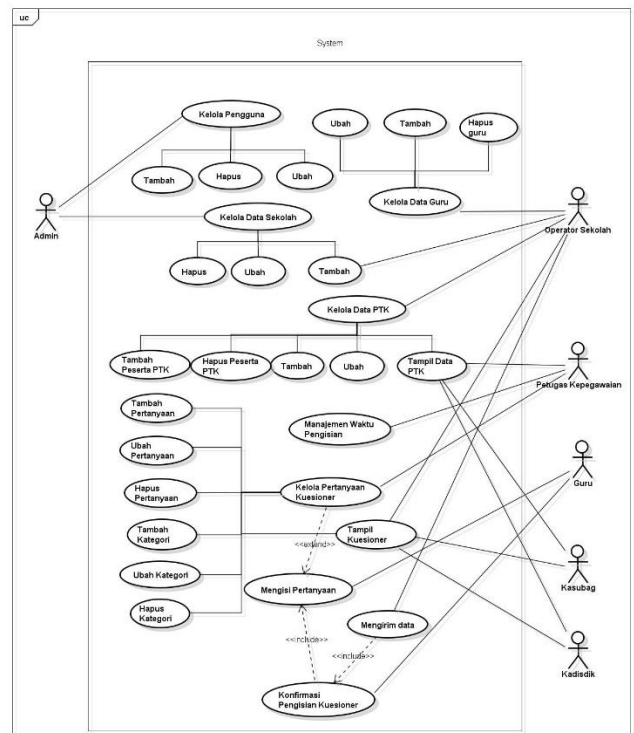 uc
System
Kelola Pengguna
Tambah
Hapus
Ubah
Ubah
Tambah
Hapus
guru
Kelola Data Guru
Admin
Kelola Data Sekolah
Hapus
Ubah
Tambah
Operator Sekolah
Kelola Data PTK
Tambah
Peserta PTK
Hapus Peserta
PTK
Tambah
Ubah
Tampil Data
PTK
Petugas Kepegawaian
Tambah
Pertanyaan
Manajemen Waktu
Pengisian
Ubah
Pertanyaan
Hapus
Pertanyaan
Kelola Pertanyaan
Kuesioner
Guru
Tambah
Kategori
Tampil
Kuesioner
<<extend>>
Ubah Kategori
Mengisi Pertanyaan
Kasubag
Hapus
Kategori
Mengirim data
<<include>>
<<include>>
Kadisdik
Konfirmasi
Pengisian Kuesioner